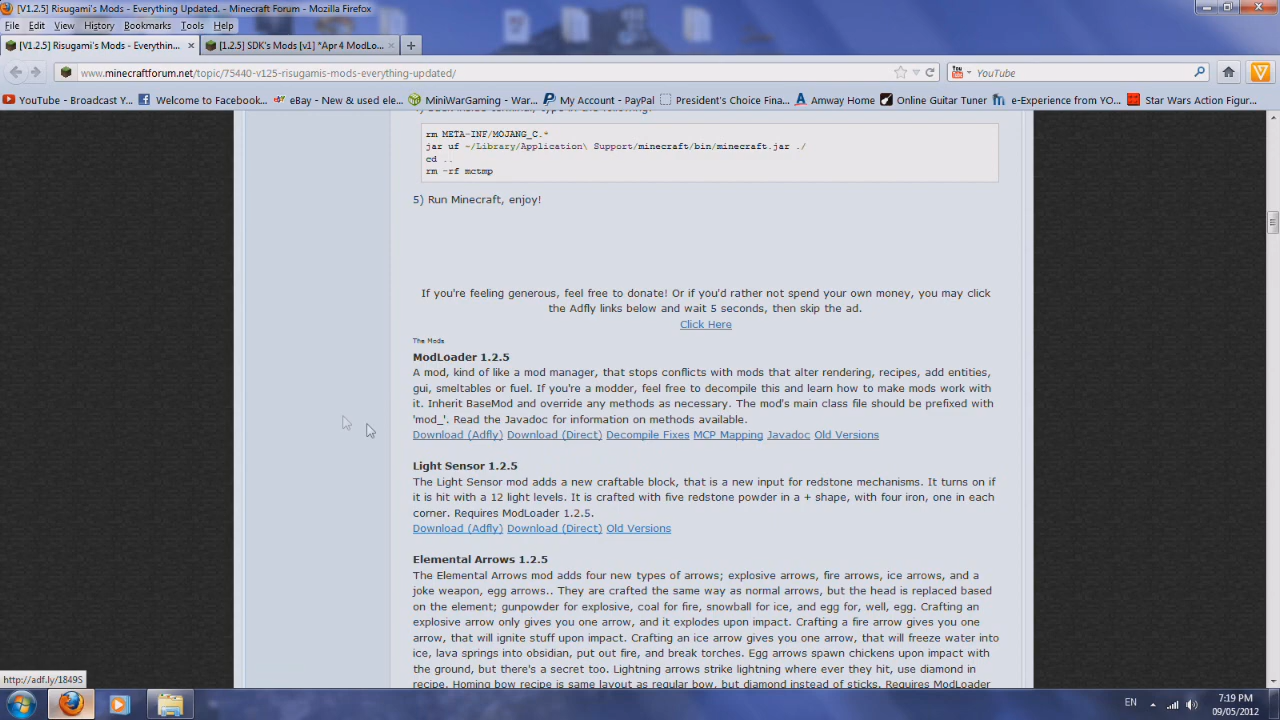 [V1.2.5] Risugami's Mods - Everything Updated. - Minecraft Forum - Mozilla Firefox
File Edit View History Bookmarks Tools Help
[V1.2.5] Risugami's Mods - Everythin... × [1.2.5] SDK's Mods [v1] *Apr 4 ModLo... × +
www.minecraftforum.net/topic/75440-v125-risugamis-mods-everything-updated/ YouTube
YouTube - Broadcast Y... Welcome to Facebook... eBay - New & used ele... MiniWarGaming - War... My Account - PayPal President's Choice Fina... Amway Home Online Guitar Tuner e-Experience from YO... Star Wars Action Figur...
rm META-INF/MOJANG_C.*
jar uf ~/Library/Application\ Support/minecraft/bin/minecraft.jar ./
cd ..
rm -rf mctmp
5) Run Minecraft, enjoy!
If you're feeling generous, feel free to donate! Or if you'd rather not spend your own money, you may click
the Adfly links below and wait 5 seconds, then skip the ad.
Click Here
The Mods
ModLoader 1.2.5
A mod, kind of like a mod manager, that stops conflicts with mods that alter rendering, recipes, add entities,
gui, smeltables or fuel. If you're a modder, feel free to decompile this and learn how to make mods work with
it. Inherit BaseMod and override any methods as necessary. The mod's main class file should be prefixed with
'mod_'. Read the Javadoc for information on methods available.
Download (Adfly) Download (Direct) Decompile Fixes MCP Mapping Javadoc Old Versions
Light Sensor 1.2.5
The Light Sensor mod adds a new craftable block, that is a new input for redstone mechanisms. It turns on if
it is hit with a 12 light levels. It is crafted with five redstone powder in a + shape, with four iron, one in each
corner. Requires ModLoader 1.2.5.
Download (Adfly) Download (Direct) Old Versions
Elemental Arrows 1.2.5
The Elemental Arrows mod adds four new types of arrows; explosive arrows, fire arrows, ice arrows, and a
joke weapon, egg arrows.. They are crafted the same way as normal arrows, but the head is replaced based
on the element; gunpowder for explosive, coal for fire, snowball for ice, and egg for, well, egg. Crafting an
explosive arrow only gives you one arrow, and it explodes upon impact. Crafting a fire arrow gives you one
arrow, that will ignite stuff upon impact. Crafting an ice arrow gives you one arrow, that will freeze water into
ice, lava springs into obsidian, put out fire, and break torches. Egg arrows spawn chickens upon impact with
the ground, but there's a secret too. Lightning arrows strike lightning where ever they hit, use diamond in
recipe. Homing bow recipe is same layout as regular bow, but diamond instead of sticks. Requires ModLoader
http://adf.ly/1849S
EN 7:19 PM
09/05/2012